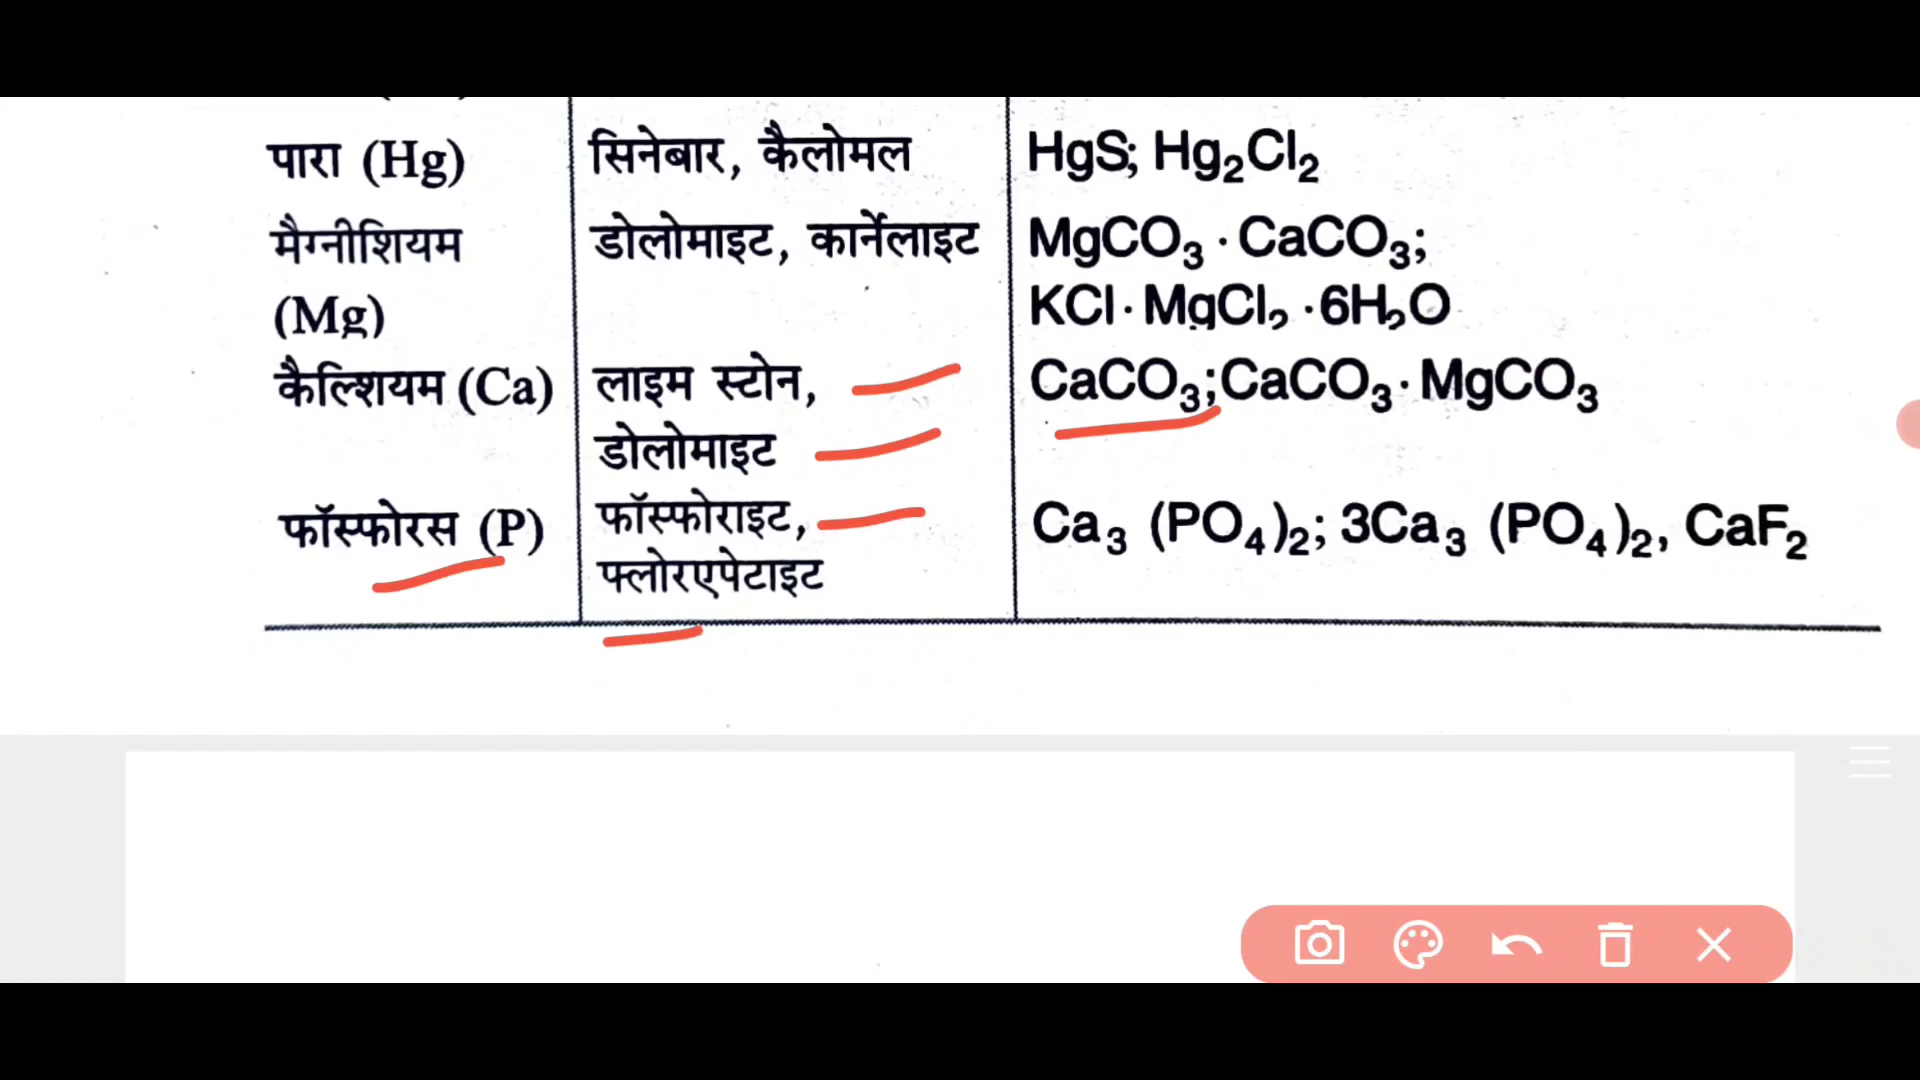 पारा (Hg) सिनेबार, कैलोमल HgS; Hg₂Cl₂
मैग्नीशियम डोलोमाइट, कार्नेलाइट MgCO₃ · CaCO₃;
(Mg) KCl · MgCl₂ · 6H₂O
कैल्शियम (Ca) लाइम स्टोन, CaCO₃; CaCO₃ · MgCO₃
डोलोमाइट
फॉस्फोरस (P) फॉस्फोराइट, Ca₃ (PO₄)₂; 3Ca₃ (PO₄)₂, CaF₂
फ्लोरएपेटाइट